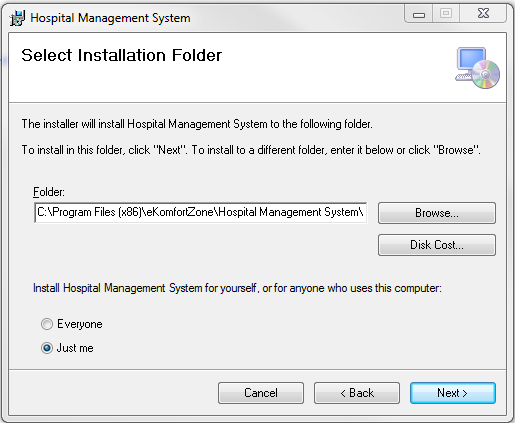 Hospital Management System
Select Installation Folder
The installer will install Hospital Management System to the following folder.
To install in this folder, click "Next". To install to a different folder, enter it below or click "Browse".
Folder:
C:\Program Files (x86)\eKomfortZone\Hospital Management System\
Browse...
Disk Cost...
Install Hospital Management System for yourself, or for anyone who uses this computer:
Everyone
Just me
Cancel
< Back
Next >